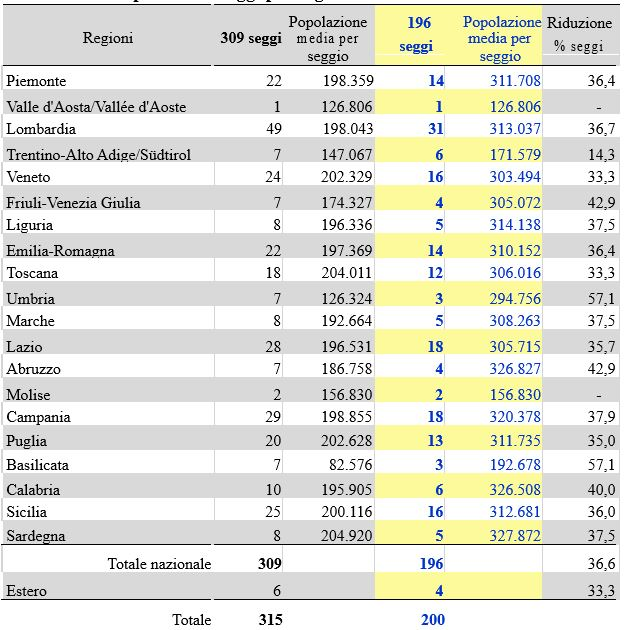 Regioni 309 seggi Popolazione media per seggio 196 seggi Popolazione media per seggio Riduzione % seggi
Piemonte 22 198.359 14 311.708 36,4
Valle d'Aosta/Vallée d'Aoste 1 126.806 1 126.806 -
Lombardia 49 198.043 31 313.037 36,7
Trentino-Alto Adige/Südtirol 7 147.067 6 171.579 14,3
Veneto 24 202.329 16 303.494 33,3
Friuli-Venezia Giulia 7 174.327 4 305.072 42,9
Liguria 8 196.336 5 314.138 37,5
Emilia-Romagna 22 197.369 14 310.152 36,4
Toscana 18 204.011 12 306.016 33,3
Umbria 7 126.324 3 294.756 57,1
Marche 8 192.664 5 308.263 37,5
Lazio 28 196.531 18 305.715 35,7
Abruzzo 7 186.758 4 326.827 42,9
Molise 2 156.830 2 156.830 -
Campania 29 198.855 18 320.378 37,9
Puglia 20 202.628 13 311.735 35,0
Basilicata 7 82.576 3 192.678 57,1
Calabria 10 195.905 6 326.508 40,0
Sicilia 25 200.116 16 312.681 36,0
Sardegna 8 204.920 5 327.872 37,5
Totale nazionale 309 196 36,6
Estero 6 4 33,3
Totale 315 200